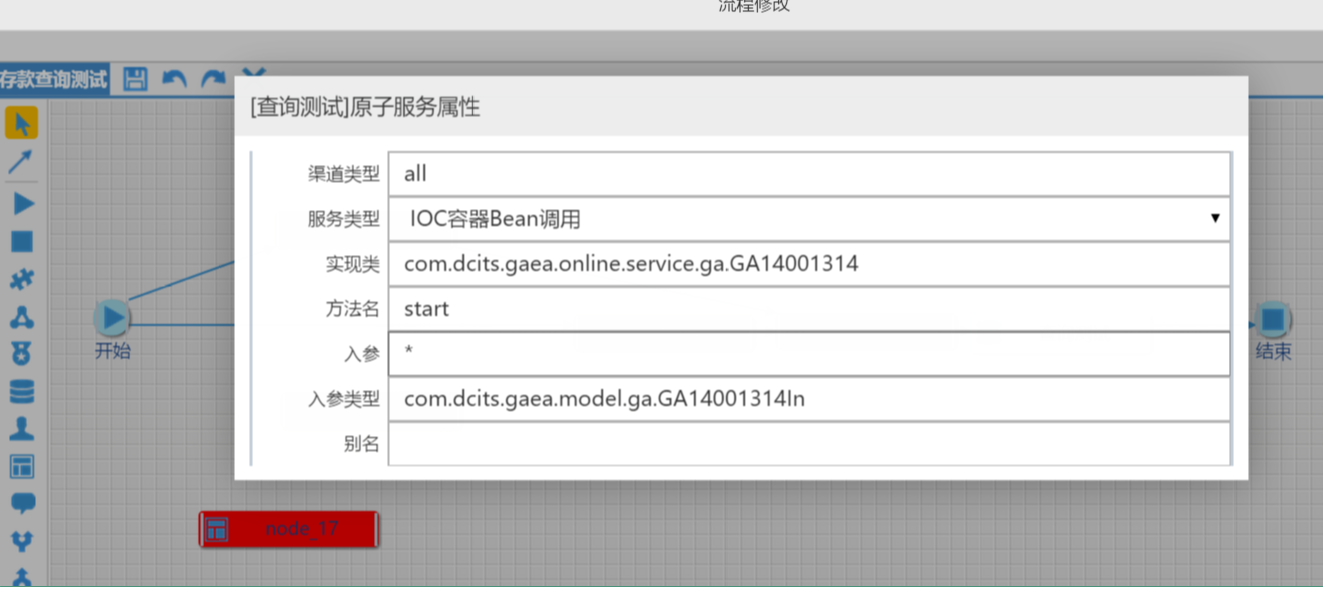 流程修改
存款查询测试
[查询测试]原子服务属性
渠道类型 all
服务类型 IOC容器Bean调用
实现类 com.dcits.gaea.online.service.ga.GA14001314
方法名 start
入参 *
入参类型 com.dcits.gaea.model.ga.GA14001314In
别名
开始
结束
node_17